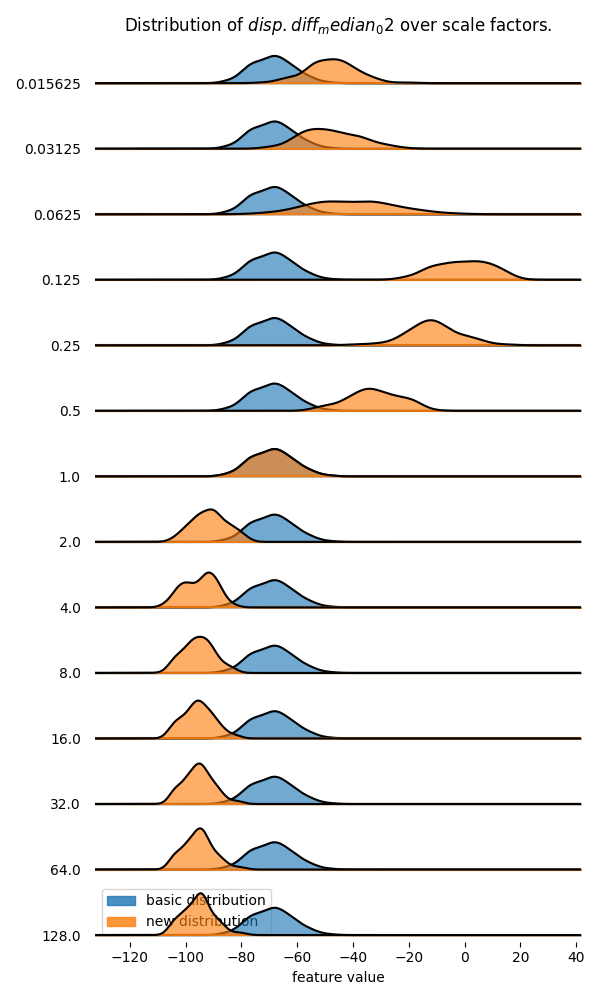 Distribution of disp.diffₘedian₀2 over scale factors.
0.015625
0.03125
0.0625
0.125
0.25
0.5
1.0
2.0
4.0
8.0
16.0
32.0
64.0
128.0
basic distribution
new distribution
−120 −100 −80 −60 −40 −20 0 20 40
feature value